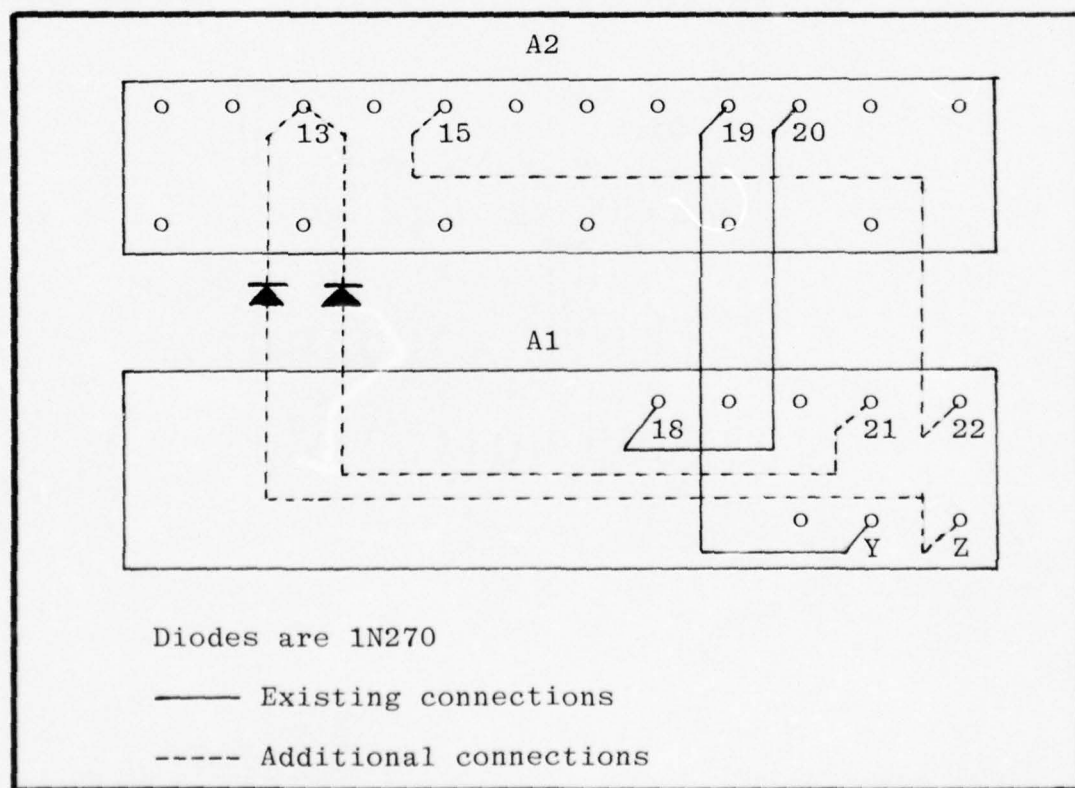 A2
13 15 19 20
A1
18 21 22
Y Z
Diodes are 1N270
Existing connections
Additional connections